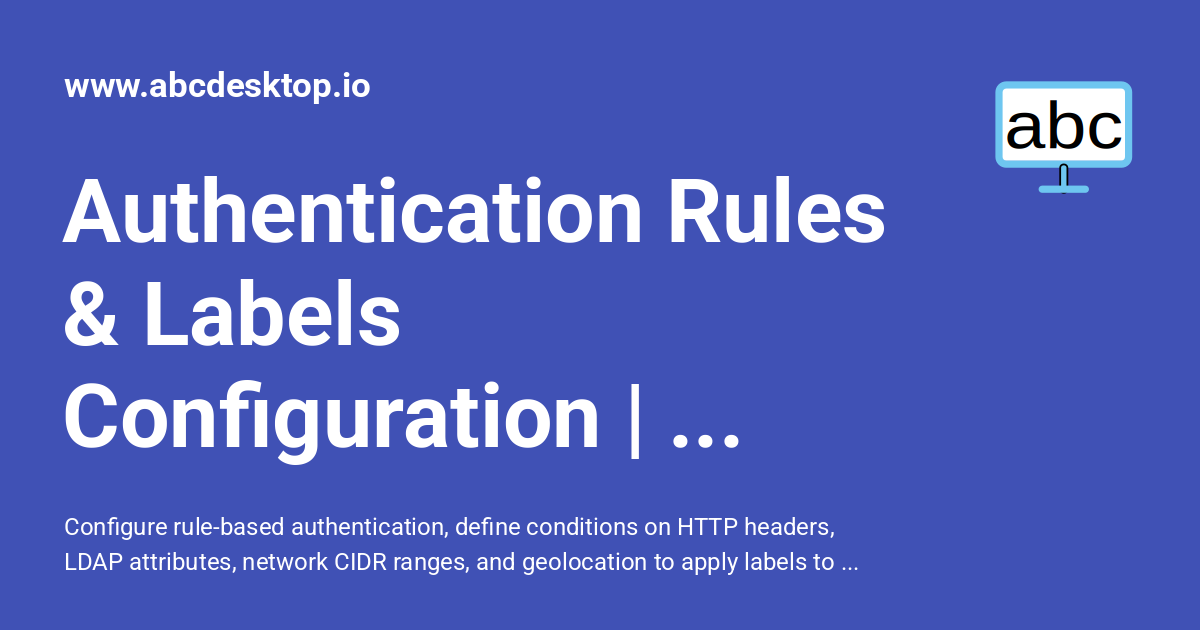 www.abcdesktop.io
abc
Authentication Rules
& Labels
Configuration | ...
Configure rule-based authentication, define conditions on HTTP headers,
LDAP attributes, network CIDR ranges, and geolocation to apply labels to ...